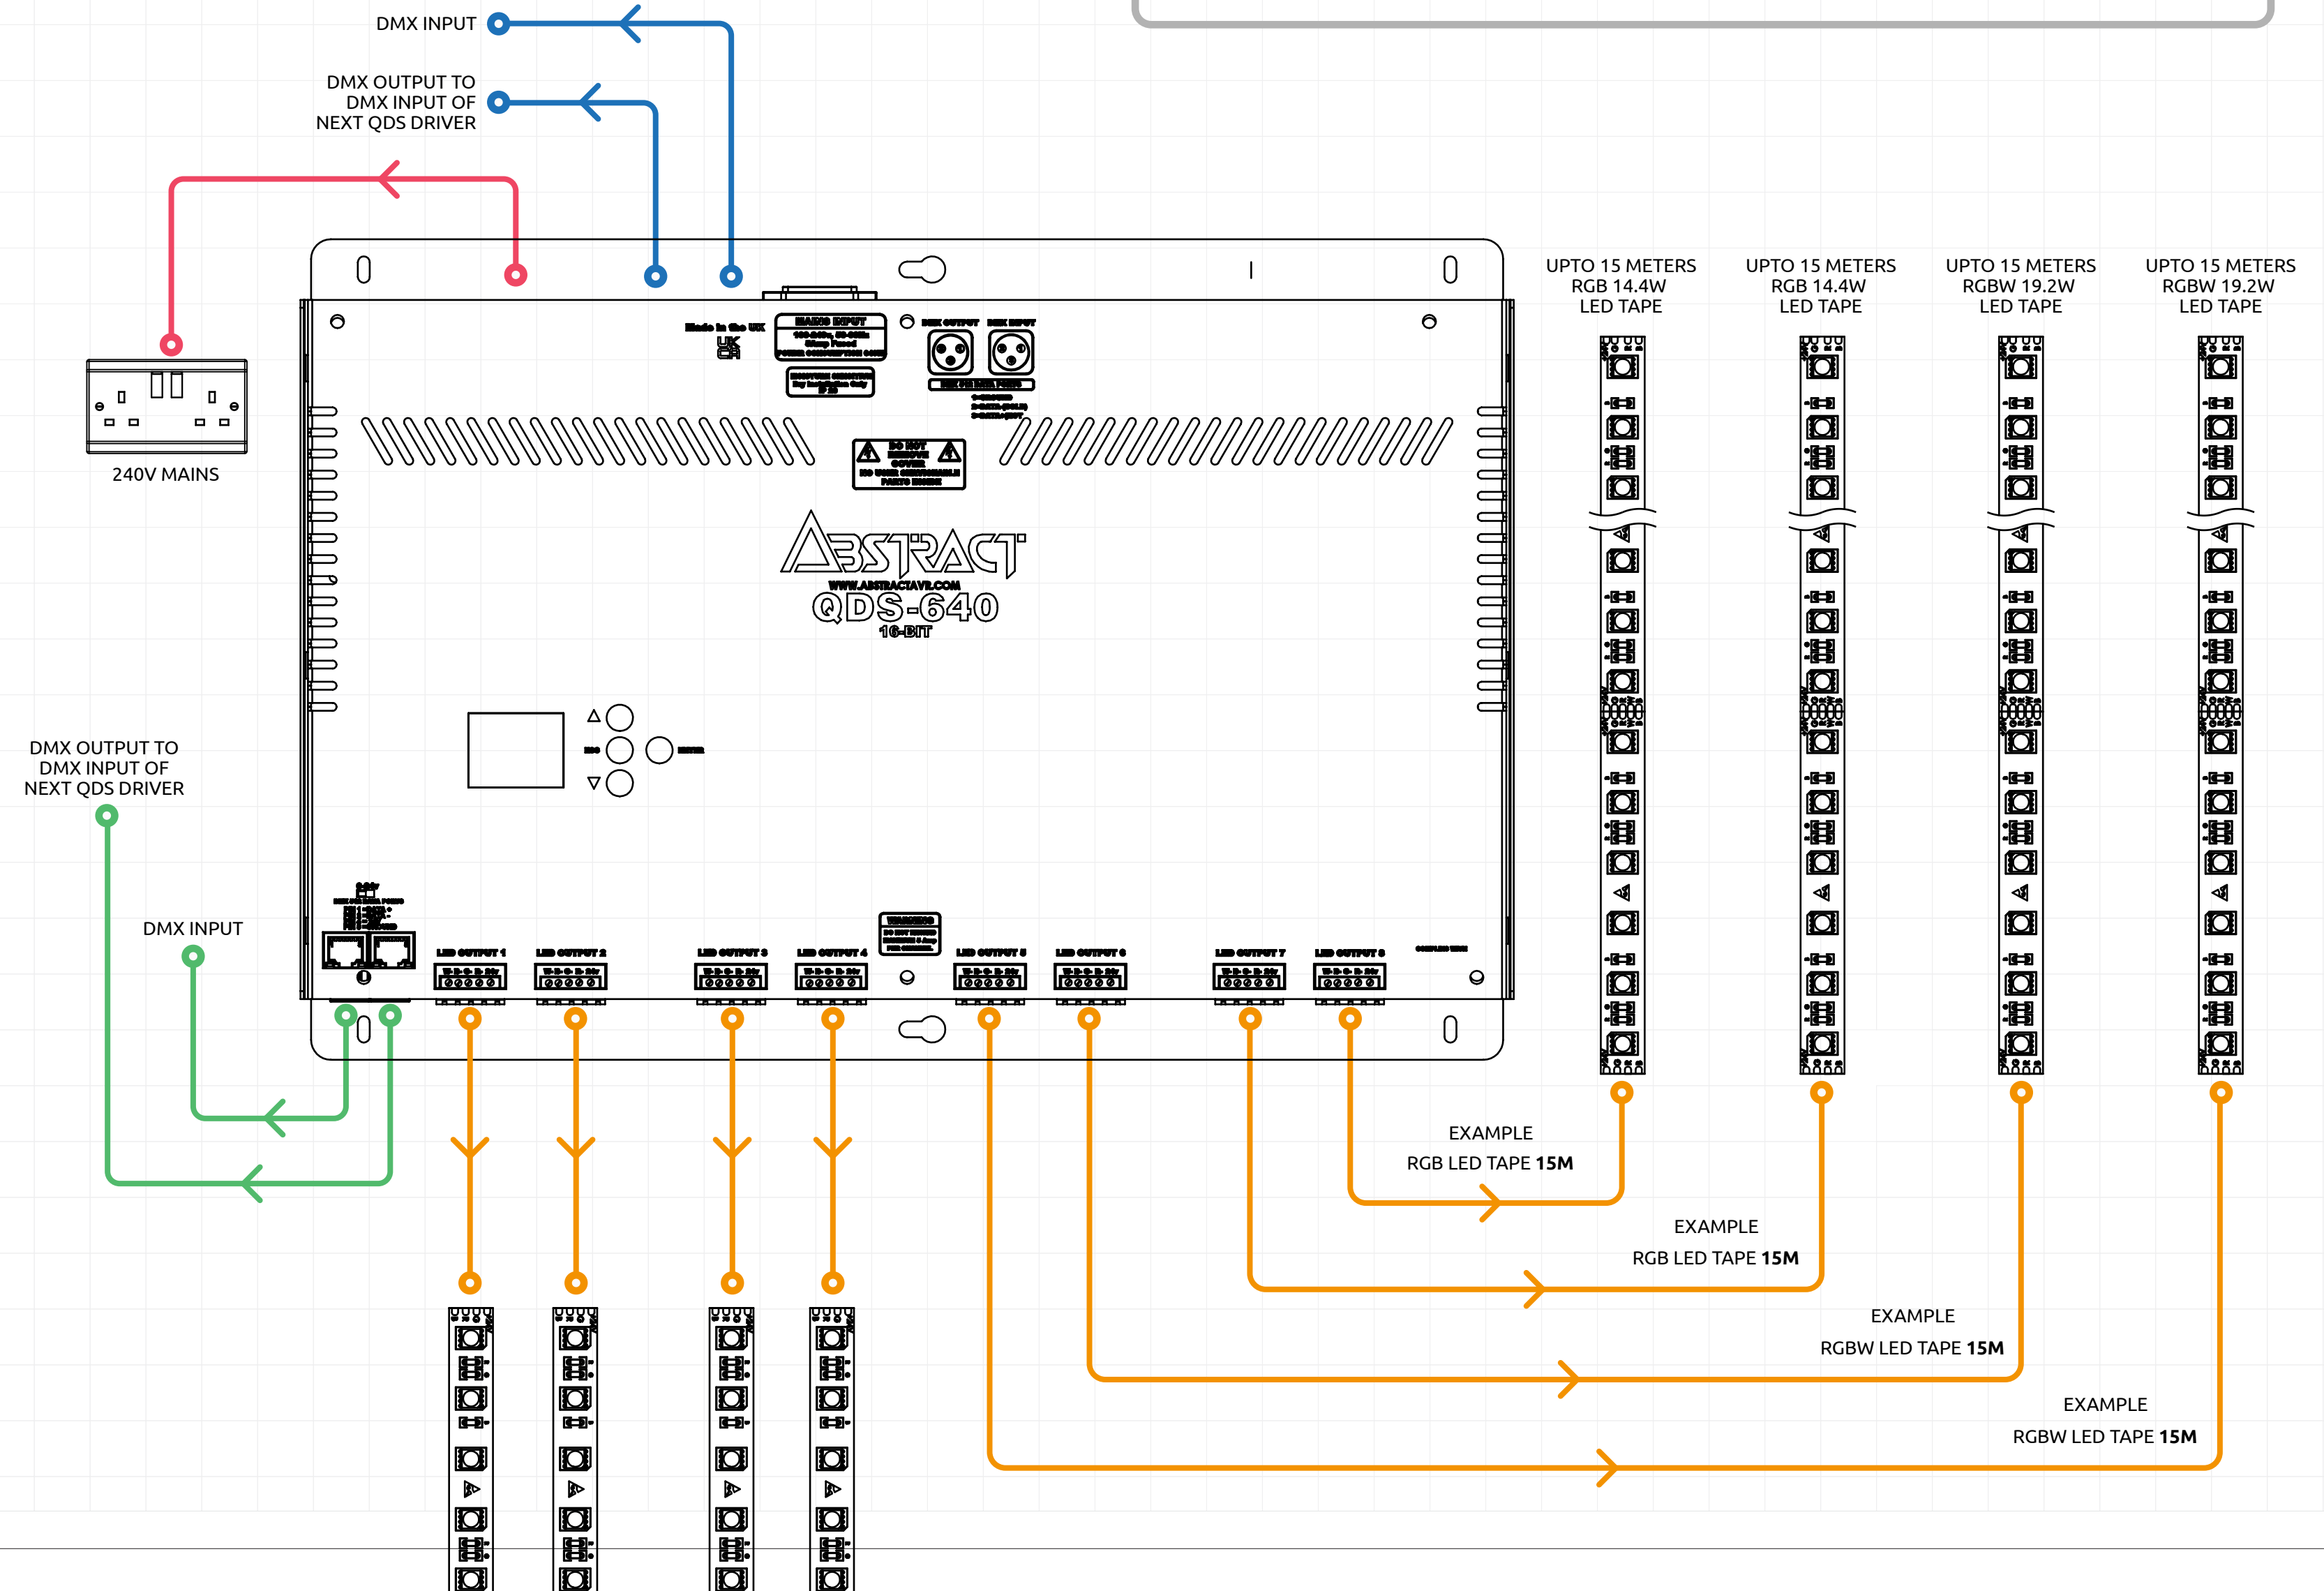 DMX INPUT
DMX OUTPUT TO
DMX INPUT OF
NEXT QDS DRIVER
240V MAINS
UPTO 15 METERS
RGB 14.4W
LED TAPE
UPTO 15 METERS
RGB 14.4W
LED TAPE
UPTO 15 METERS
RGBW 19.2W
LED TAPE
UPTO 15 METERS
RGBW 19.2W
LED TAPE
Made in the UK
MAINS INPUT
DMX OUTPUT
DMX INPUT
DO NOT
REMOVE
COVER
PARTS INSIDE
ABSTRACT
WWW.ABSTRACTAVR.COM
QDS-640
16-BIT
DMX OUTPUT TO
DMX INPUT OF
NEXT QDS DRIVER
DMX INPUT
WARNING
LED OUTPUT 1
LED OUTPUT 2
LED OUTPUT 3
LED OUTPUT 4
LED OUTPUT 5
LED OUTPUT 6
LED OUTPUT 7
LED OUTPUT 8
EXAMPLE
RGB LED TAPE 15M
EXAMPLE
RGB LED TAPE 15M
EXAMPLE
RGBW LED TAPE 15M
EXAMPLE
RGBW LED TAPE 15M